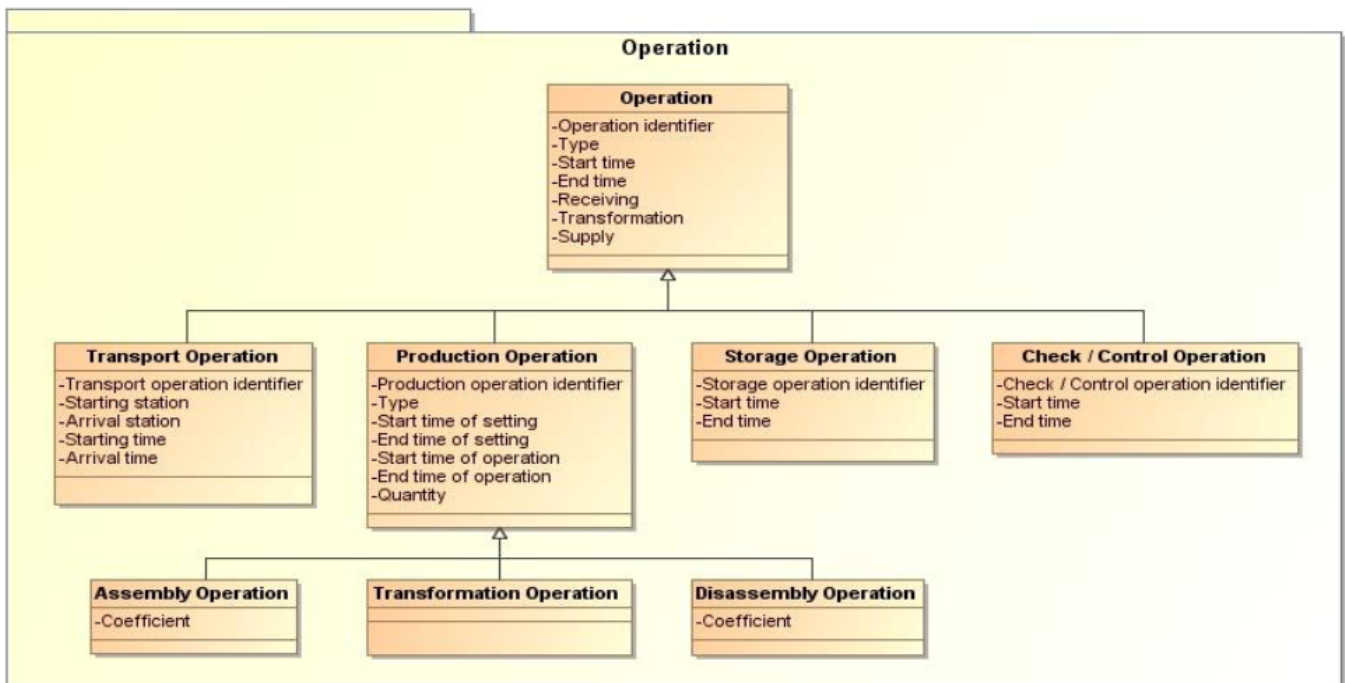 Operation
Operation
-Operation identifier
-Type
-Start time
-End time
-Receiving
-Transformation
-Supply
Transport Operation
-Transport operation identifier
-Starting station
-Arrival station
-Starting time
-Arrival time
Production Operation
-Production operation identifier
-Type
-Start time of setting
-End time of setting
-Start time of operation
-End time of operation
-Quantity
Storage Operation
-Storage operation identifier
-Start time
-End time
Check / Control Operation
-Check / Control operation identifier
-Start time
-End time
Assembly Operation
-Coefficient
Transformation Operation
Disassembly Operation
-Coefficient